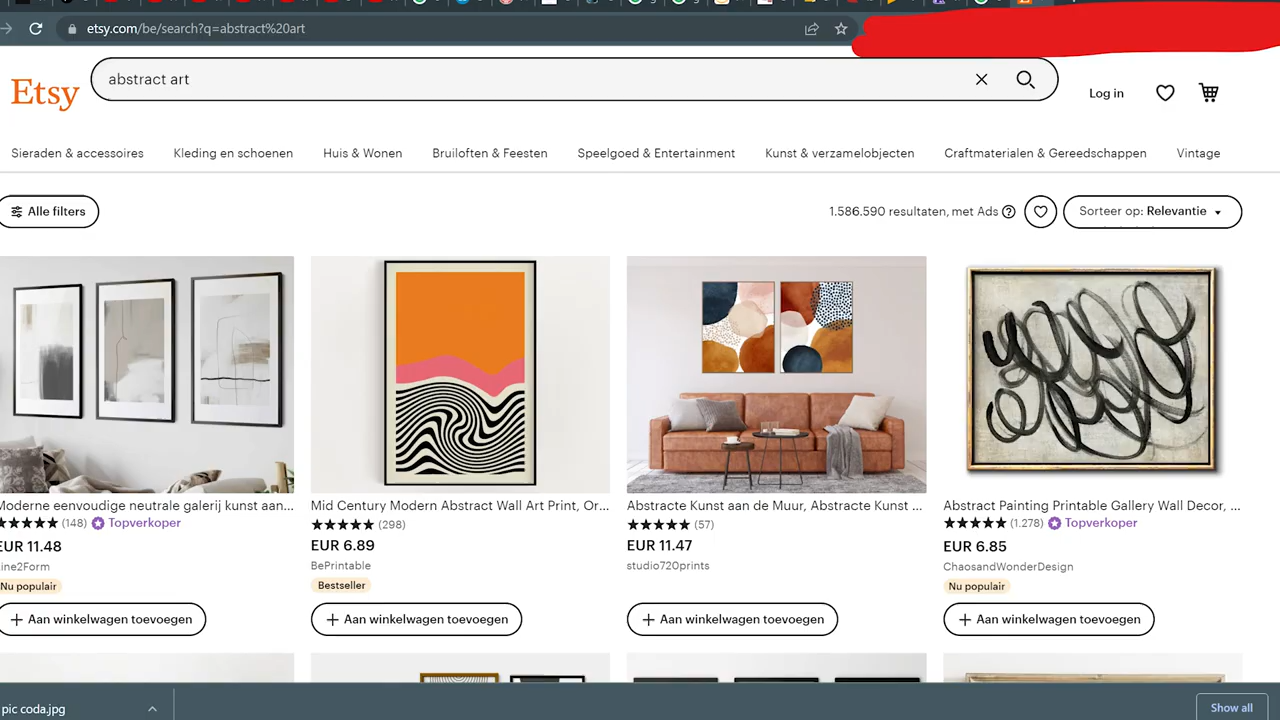 etsy.com/be/search?q=abstract%20art
Etsy
abstract art
Log in
Sieraden & accessoires Kleding en schoenen Huis & Wonen Bruiloften & Feesten Speelgoed & Entertainment Kunst & verzamelobjecten Craftmaterialen & Gereedschappen Vintage
Alle filters
1.586.590 resultaten, met Ads
Sorteer op: Relevantie
Moderne eenvoudige neutrale galerij kunst aan...
(148) Topverkoper
EUR 11.48
Nu populair
Aan winkelwagen toevoegen
Mid Century Modern Abstract Wall Art Print, Or...
(298)
EUR 6.89
BePrintable
Bestseller
Aan winkelwagen toevoegen
Abstracte Kunst aan de Muur, Abstracte Kunst ...
(57)
EUR 11.47
studio720prints
Aan winkelwagen toevoegen
Abstract Painting Printable Gallery Wall Decor, ...
(1.278) Topverkoper
EUR 6.85
ChaosandWonderDesign
Nu populair
Aan winkelwagen toevoegen
pic coda.jpg
Show all